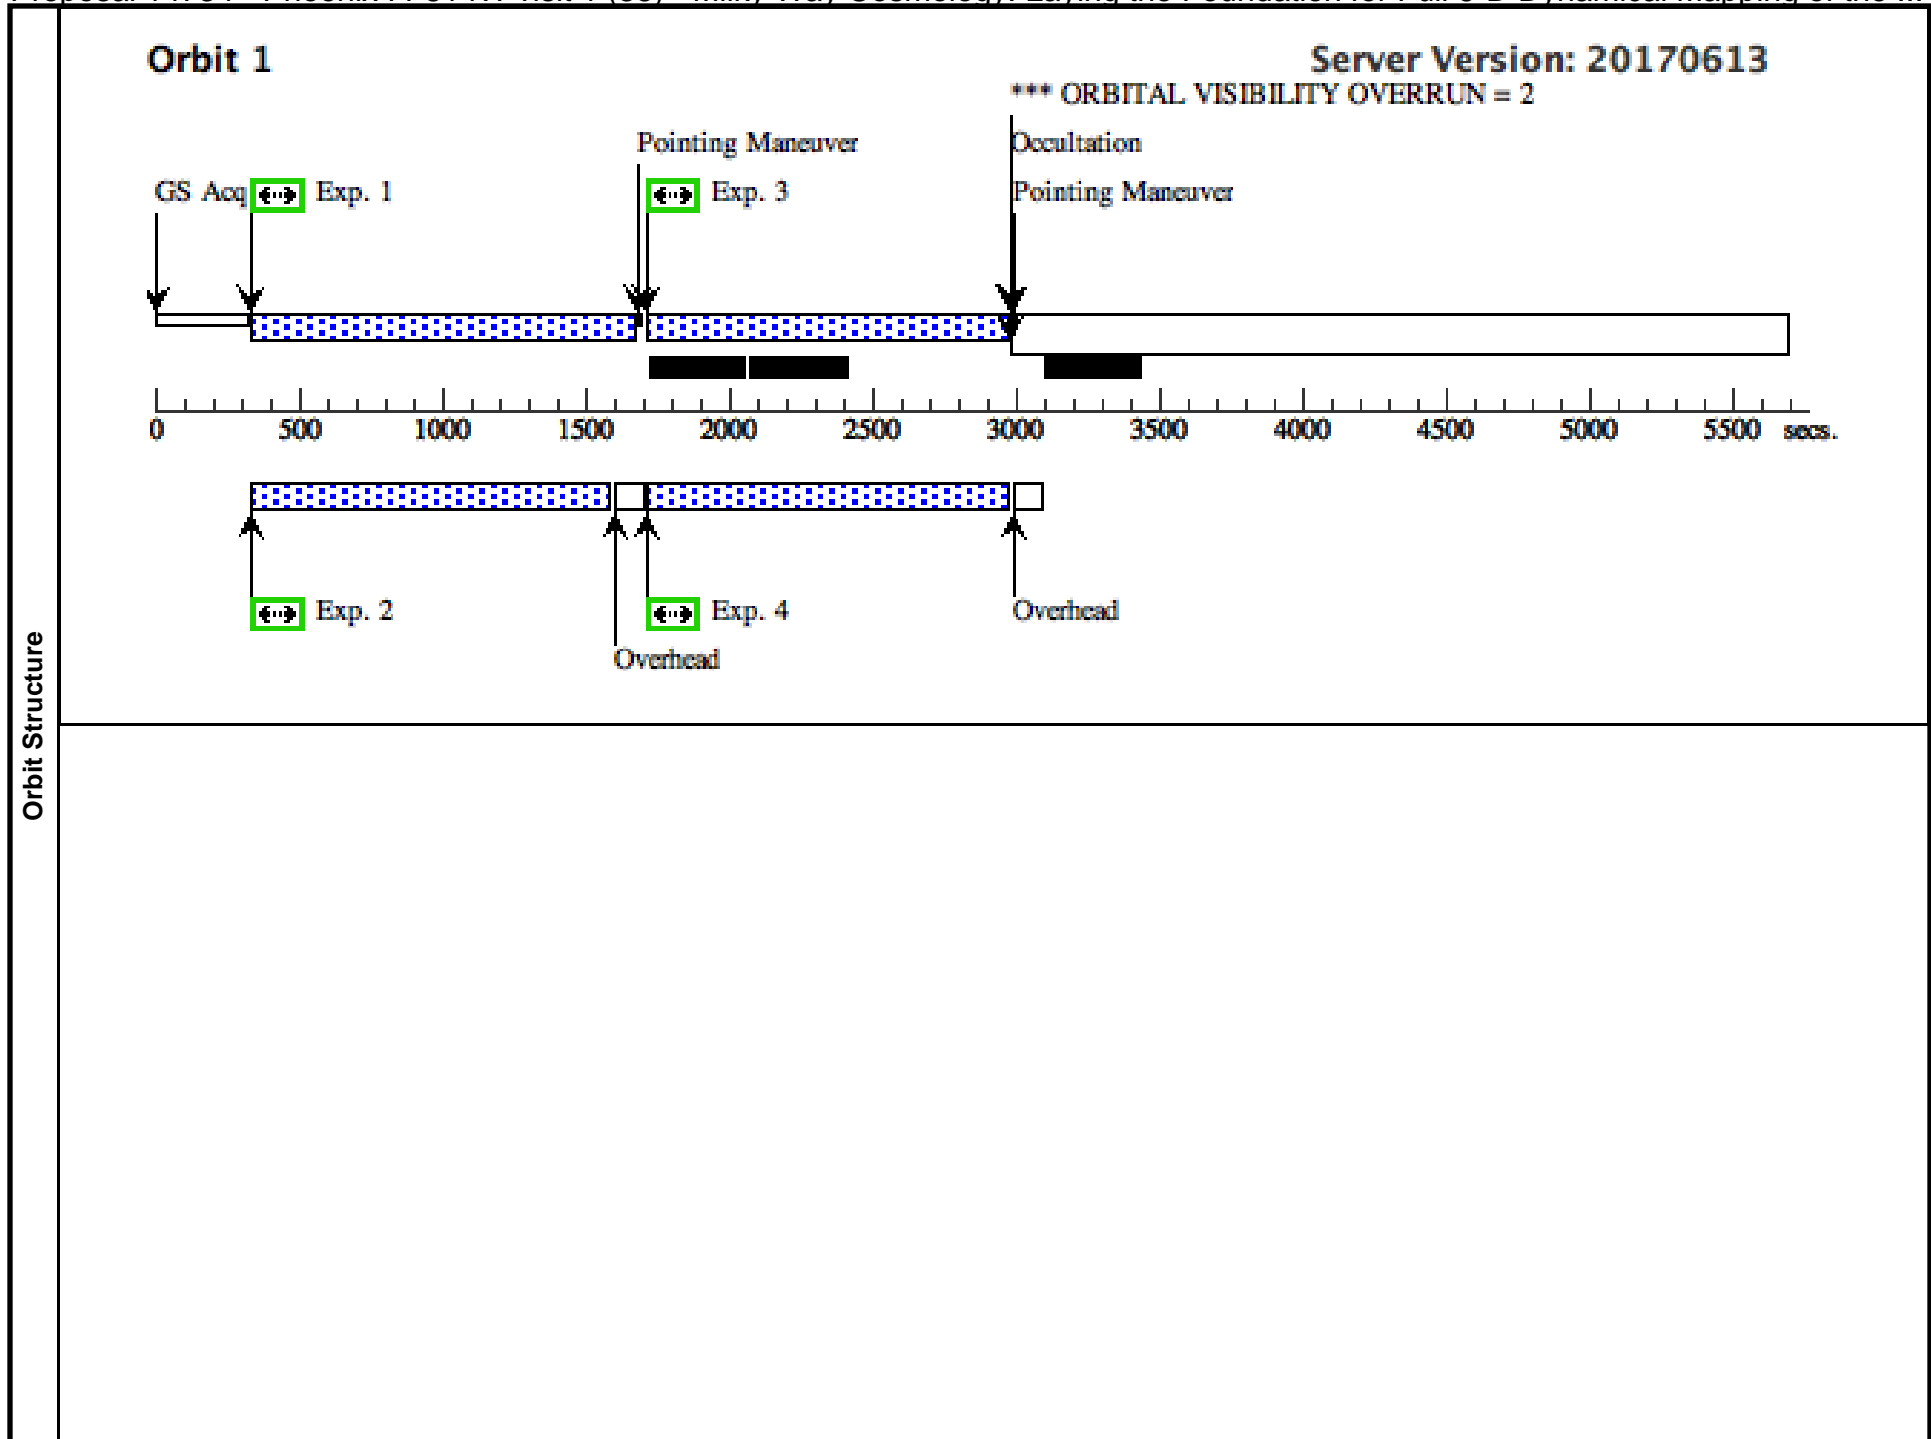 Orbit 1
Server Version: 20170613
*** ORBITAL VISIBILITY OVERRUN = 2
Pointing Maneuver
Occultation
GS Acq
Exp. 1
Exp. 3
Pointing Maneuver
0 500 1000 1500 2000 2500 3000 3500 4000 4500 5000 5500 secs.
Exp. 2
Exp. 4
Overhead
Overhead
Orbit Structure